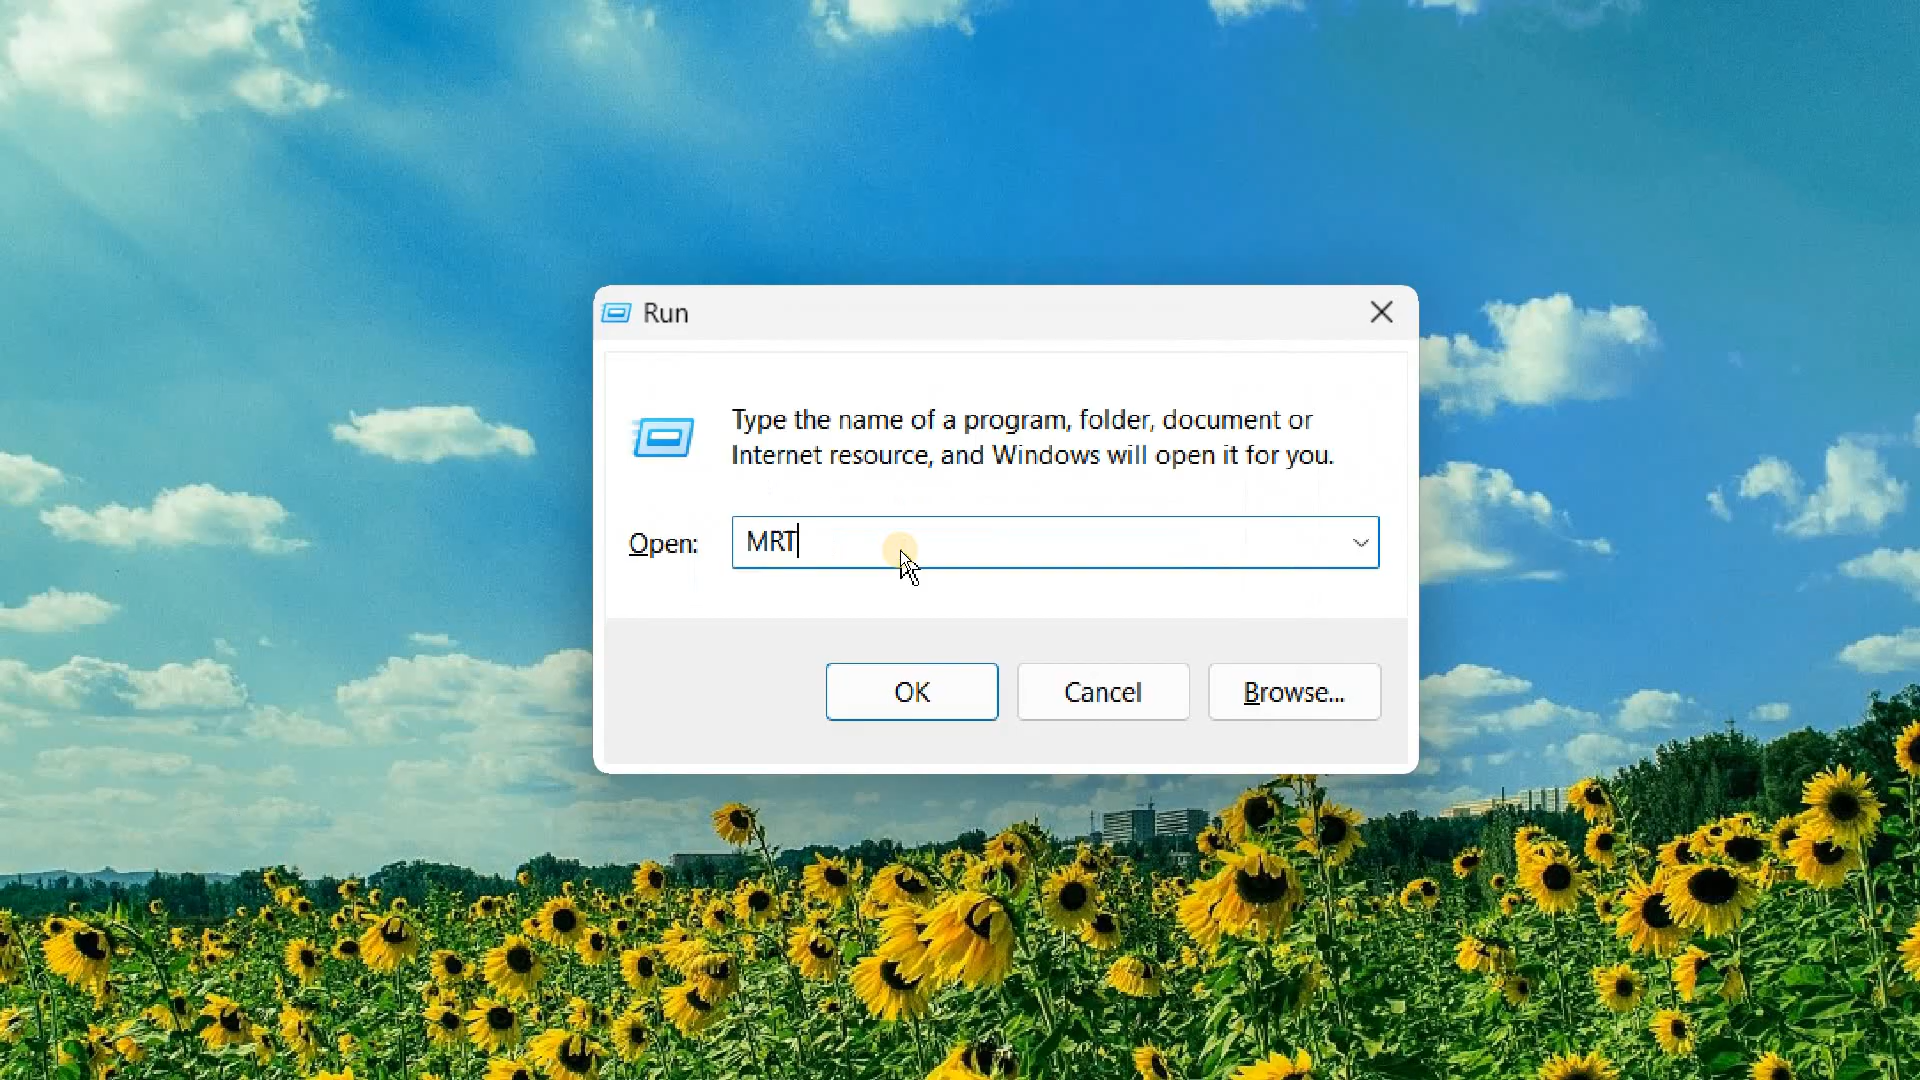 Run
Type the name of a program, folder, document or
Internet resource, and Windows will open it for you.
Open:
MRT
OK
Cancel
Browse...